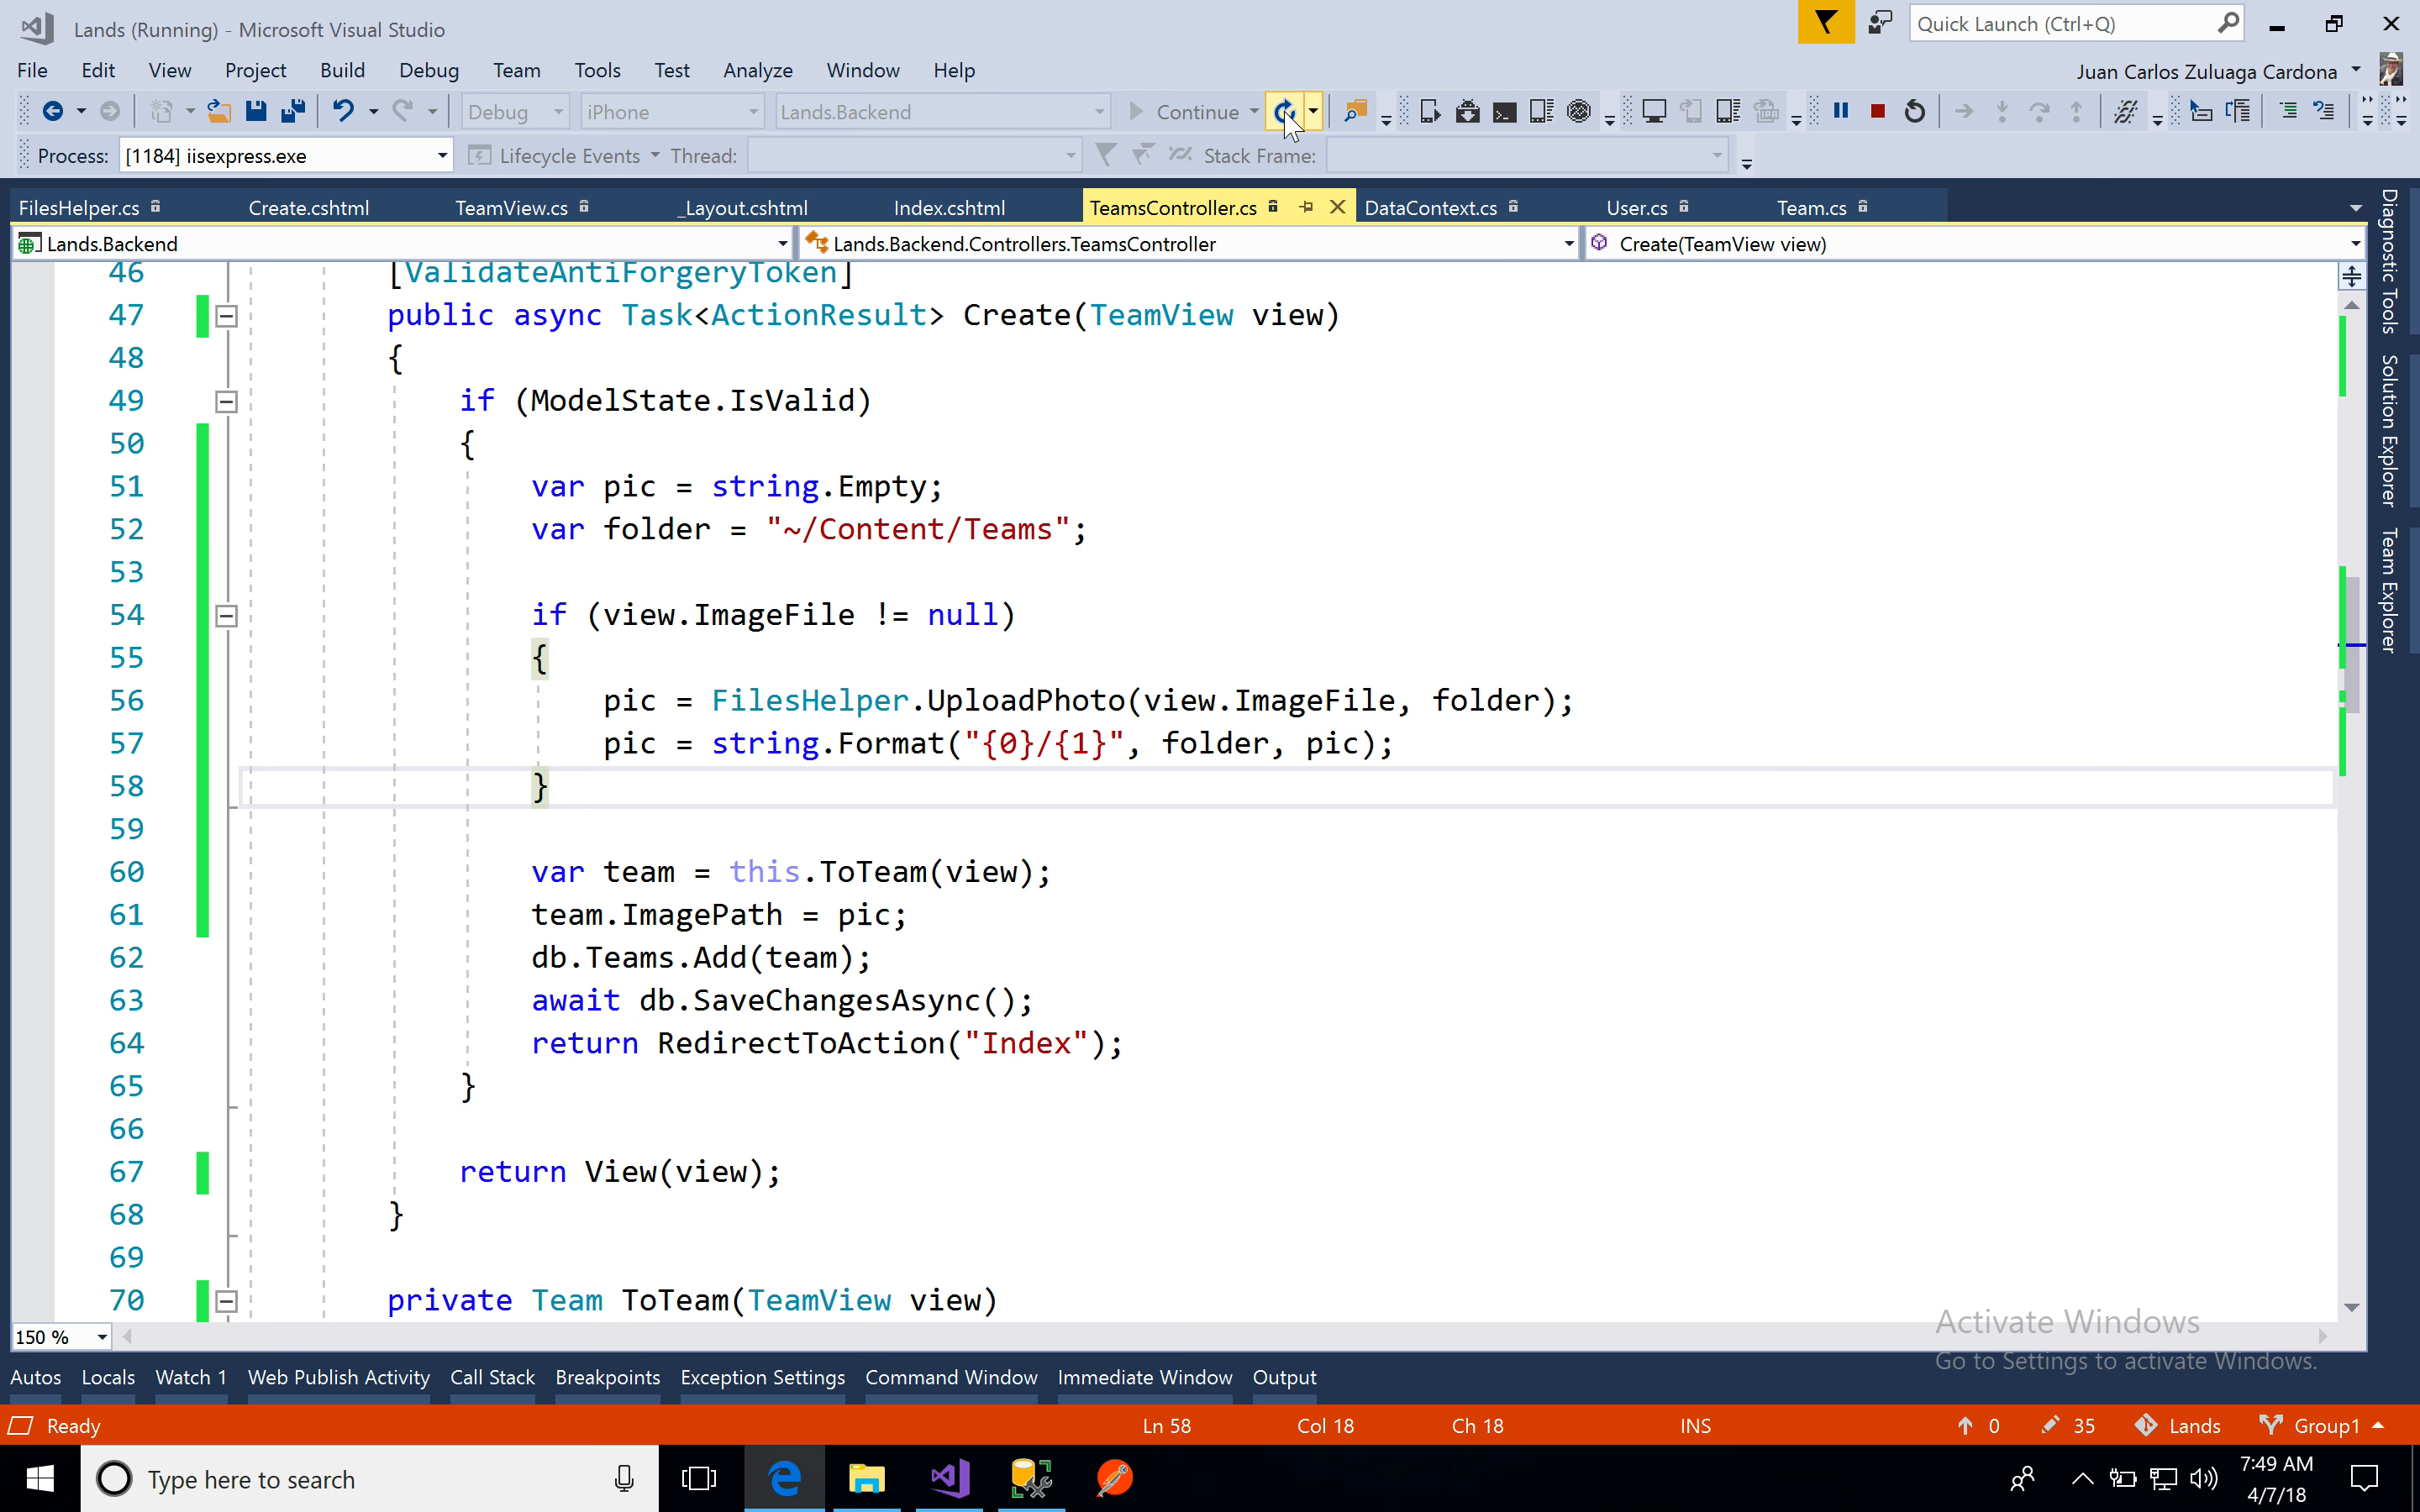 Lands (Running) - Microsoft Visual Studio
Quick Launch (Ctrl+Q)
File Edit View Project Build Debug Team Tools Test Analyze Window Help
Juan Carlos Zuluaga Cardona
Debug iPhone Lands.Backend Continue
Process: [1184] iisexpress.exe Lifecycle Events Thread: Stack Frame:
FilesHelper.cs Create.cshtml TeamView.cs _Layout.cshtml Index.cshtml TeamsController.cs DataContext.cs User.cs Team.cs
Lands.Backend Lands.Backend.Controllers.TeamsController Create(TeamView view)
46 [ValidateAntiForgeryToken]
47 public async Task<ActionResult> Create(TeamView view)
48 {
49 if (ModelState.IsValid)
50 {
51 var pic = string.Empty;
52 var folder = "~/Content/Teams";
53
54 if (view.ImageFile != null)
55 {
56 pic = FilesHelper.UploadPhoto(view.ImageFile, folder);
57 pic = string.Format("{0}/{1}", folder, pic);
58 }
59
60 var team = this.ToTeam(view);
61 team.ImagePath = pic;
62 db.Teams.Add(team);
63 await db.SaveChangesAsync();
64 return RedirectToAction("Index");
65 }
66
67 return View(view);
68 }
69
70 private Team ToTeam(TeamView view)
Diagnostic Tools
Solution Explorer
Team Explorer
Activate Windows
Go to Settings to activate Windows.
150 %
Autos Locals Watch 1 Web Publish Activity Call Stack Breakpoints Exception Settings Command Window Immediate Window Output
Ready Ln 58 Col 18 Ch 18 INS 0 35 Lands Group1
Type here to search
7:49 AM
4/7/18